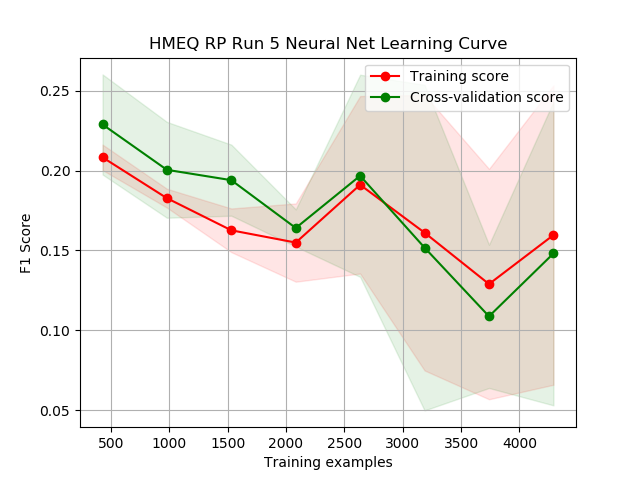 HMEQ RP Run 5 Neural Net Learning Curve
Training score
Cross-validation score
F1 Score
0.25
0.20
0.15
0.10
0.05
500 1000 1500 2000 2500 3000 3500 4000
Training examples